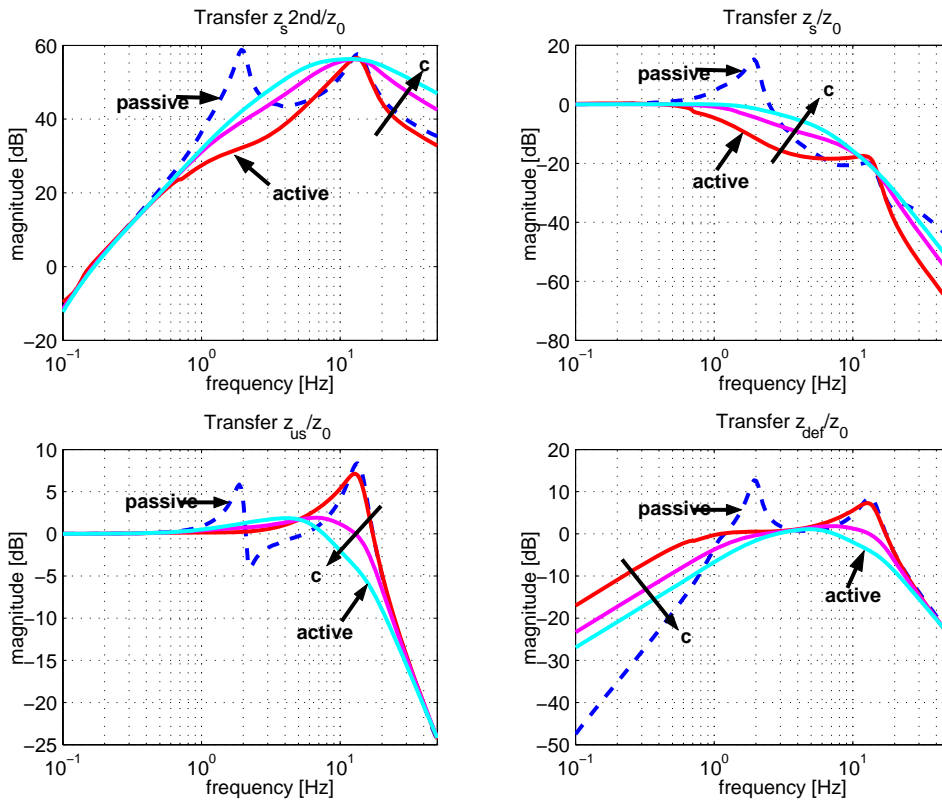 Transfer z_s2nd/z_0
60
40
20
0
−20
magnitude [dB]
passive
active
c
10^−1
10^0
10^1
frequency [Hz]
Transfer z_s/z_0
20
0
−20
−40
−60
−80
magnitude [dB]
passive
active
c
10^−1
10^0
10^1
frequency [Hz]
Transfer z_us/z_0
10
5
0
−5
−10
−15
−20
−25
magnitude [dB]
passive
c
active
10^−1
10^0
10^1
frequency [Hz]
Transfer z_def/z_0
20
10
0
−10
−20
−30
−40
−50
magnitude [dB]
passive
active
c
10^−1
10^0
10^1
frequency [Hz]